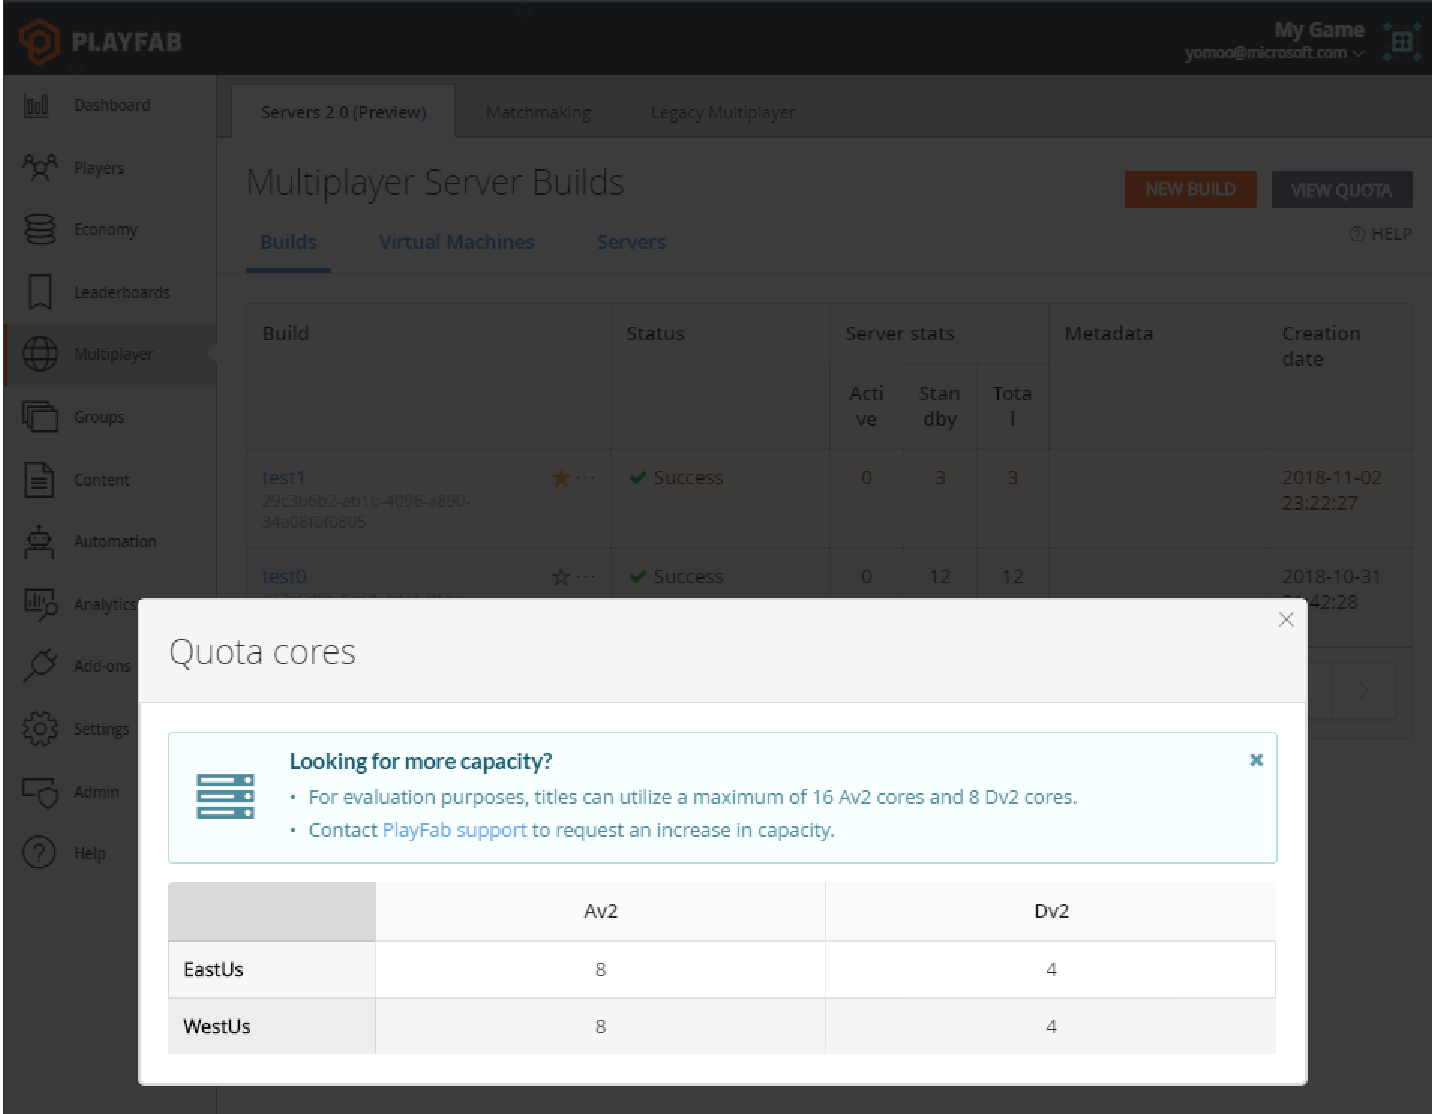 PLAYFAB
My Game
yomoo@microsoft.com
Dashboard
Players
Economy
Leaderboards
Multiplayer
Groups
Content
Automation
Analytics
Add-ons
Settings
Admin
Help
Servers 2.0 (Preview) Matchmaking Legacy Multiplayer
Multiplayer Server Builds
NEW BUILD VIEW QUOTA
HELP
Builds Virtual Machines Servers
Build Status Server stats Metadata Creation
date
Acti Stan Tota
ve dby l
test1 ··· Success 0 3 3 2018-11-02
29c3b6b2-ab1b-4096-a890- 23:22:27
34a08f0f0805
test0 ··· Success 0 12 12 2018-10-31
:42:28
Quota cores
Looking for more capacity?
• For evaluation purposes, titles can utilize a maximum of 16 Av2 cores and 8 Dv2 cores.
• Contact PlayFab support to request an increase in capacity.
Av2 Dv2
EastUs 8 4
WestUs 8 4